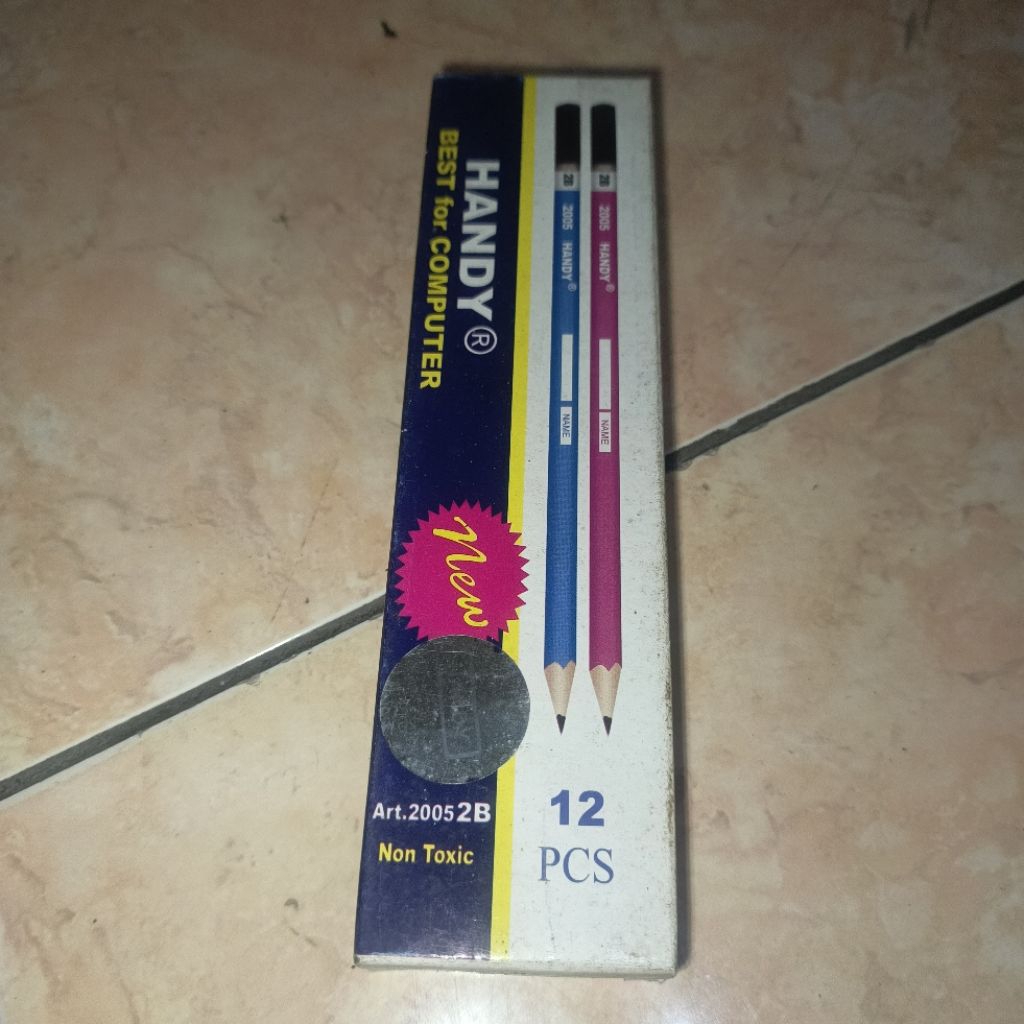 HANDY®
BEST for COMPUTER
New
Art.2005 2B
Non Toxic
2B 2005 HANDY®
NAME
2B 2005 HANDY®
NAME
12
PCS